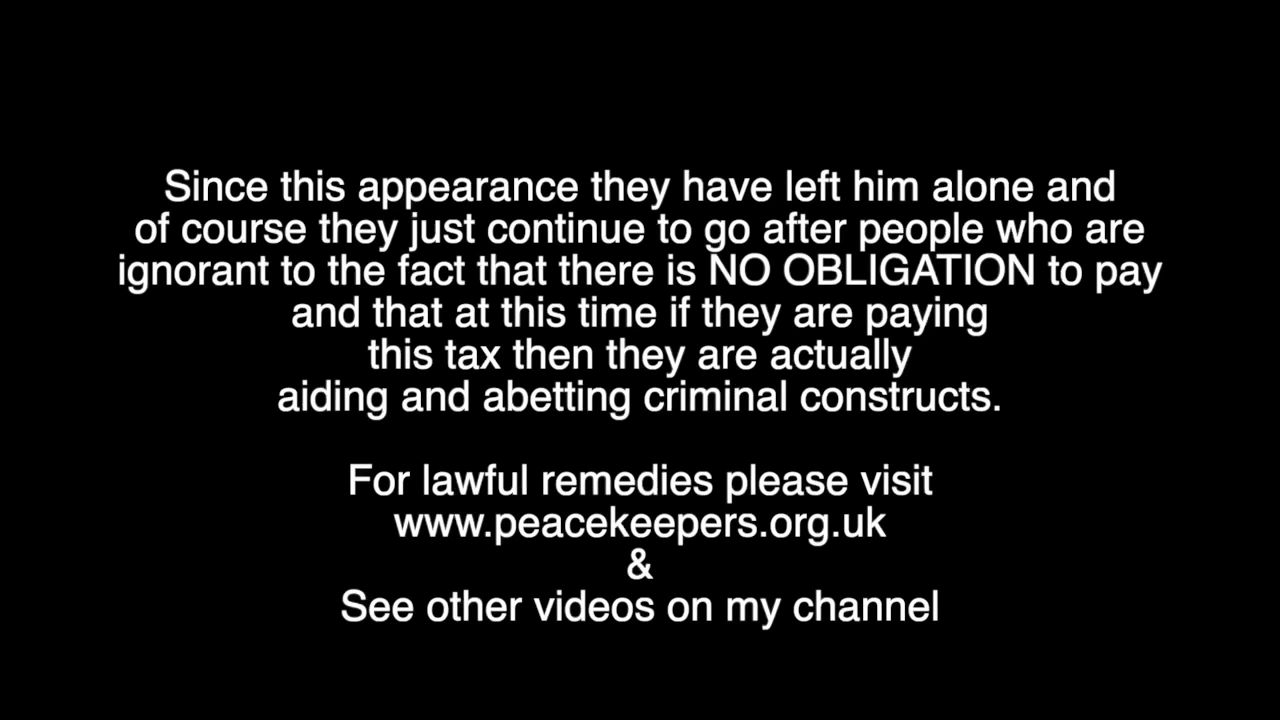 Since this appearance they have left him alone and
of course they just continue to go after people who are
ignorant to the fact that there is NO OBLIGATION to pay
and that at this time if they are paying
this tax then they are actually
aiding and abetting criminal constructs.
For lawful remedies please visit
www.peacekeepers.org.uk
&
See other videos on my channel